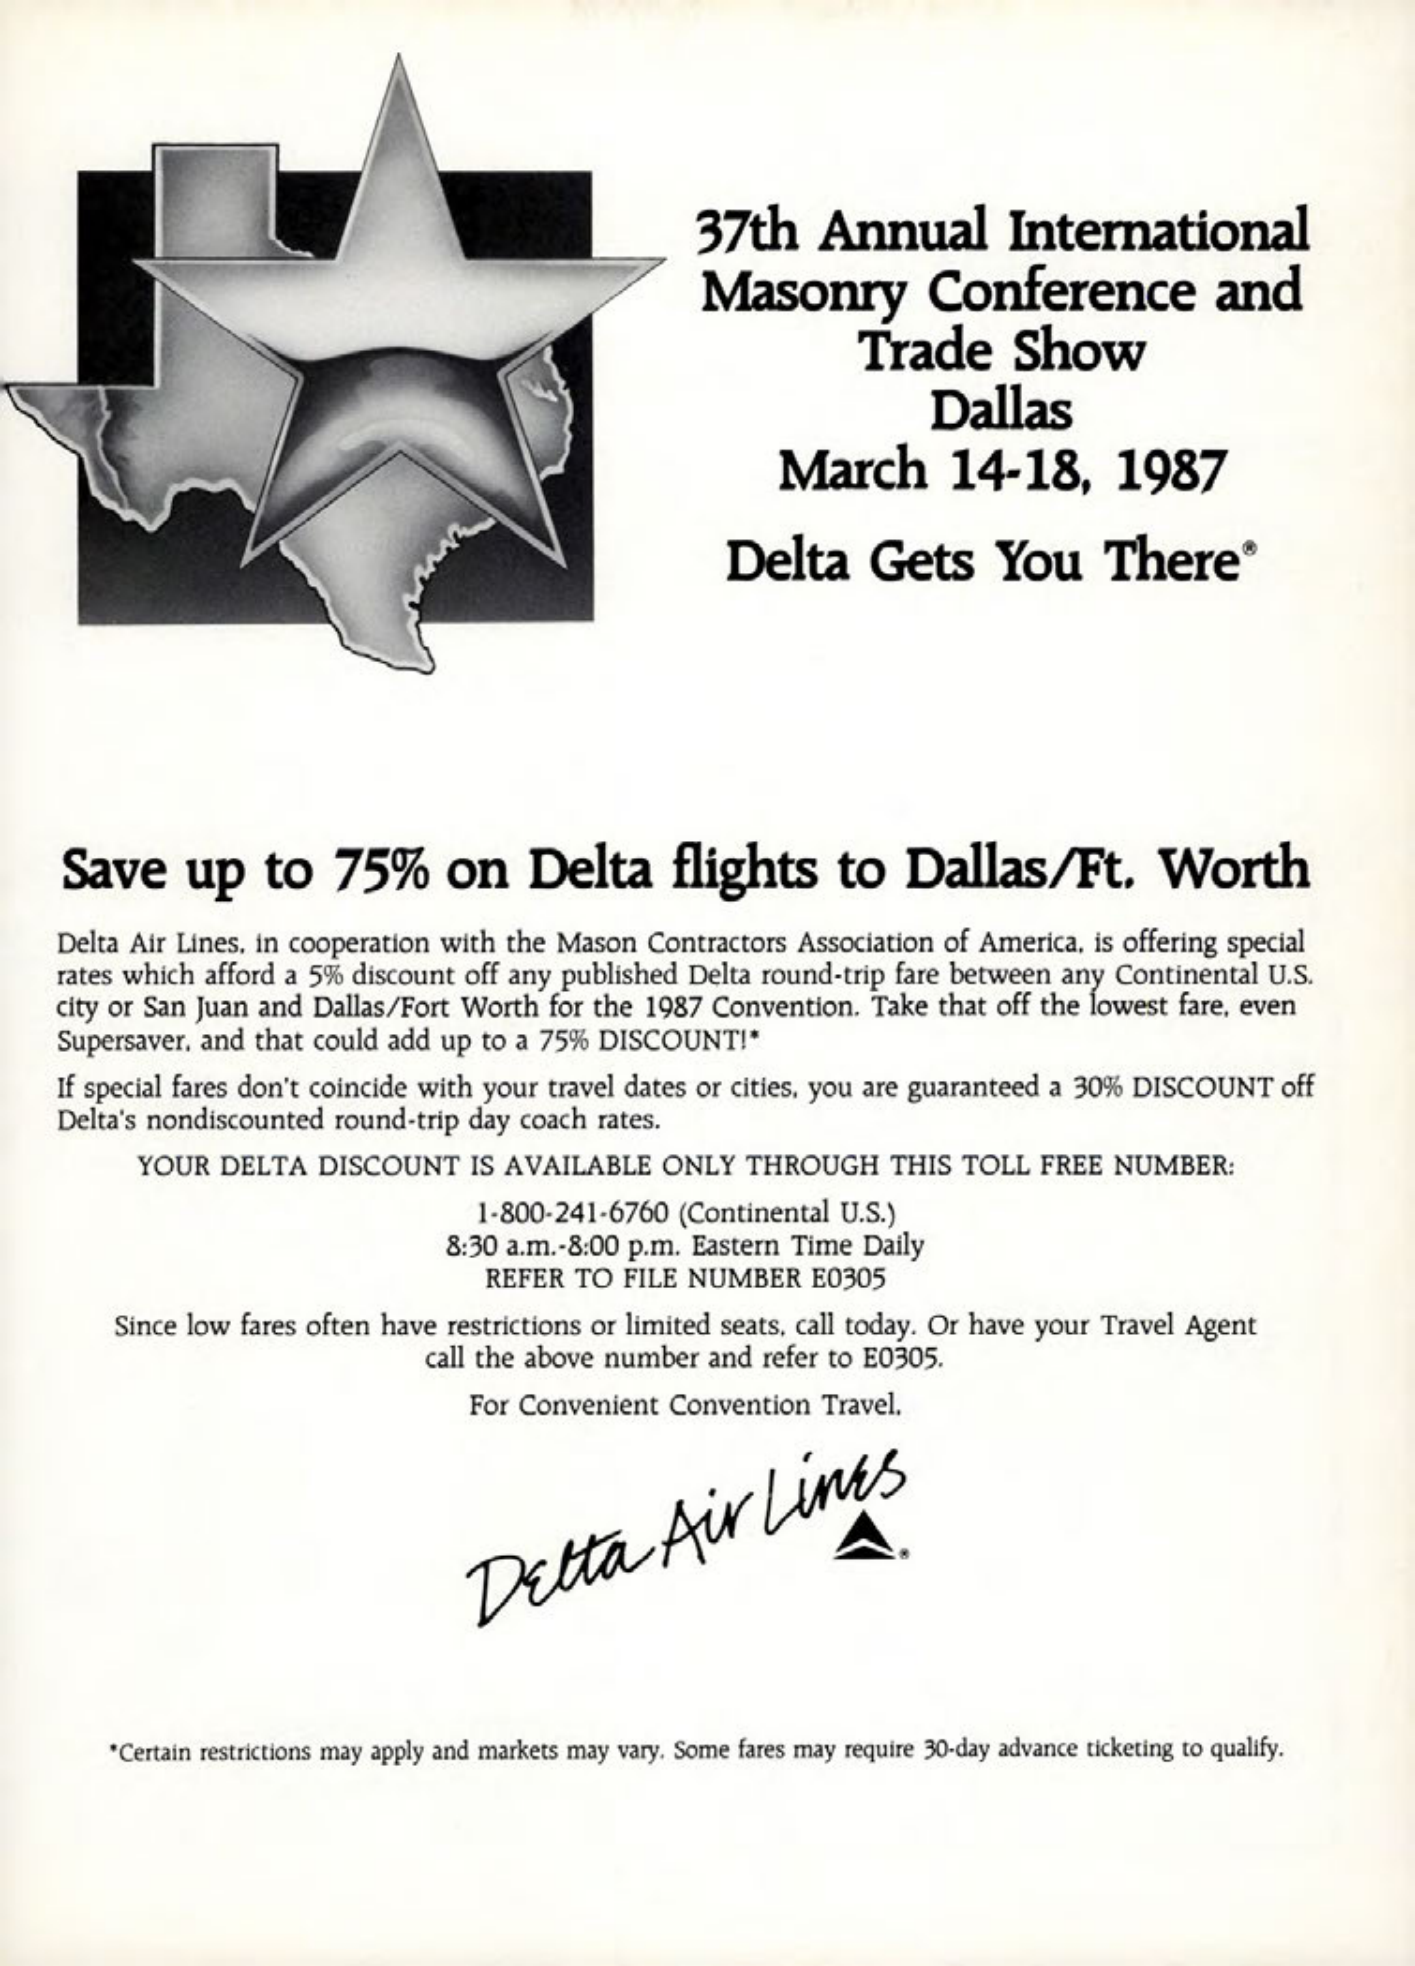 37th Annual International
Masonry Conference and
Trade Show
Dallas
March 14-18, 1987
Delta Gets You There®
Save up to 75% on Delta flights to Dallas/Ft. Worth
Delta Air Lines, in cooperation with the Mason Contractors Association of America, is offering special
rates which afford a 5% discount off any published Delta round-trip fare between any Continental U.S.
city or San Juan and Dallas/Fort Worth for the 1987 Convention. Take that off the lowest fare, even
Supersaver, and that could add up to a 75% DISCOUNT!*
If special fares don't coincide with your travel dates or cities, you are guaranteed a 30% DISCOUNT off
Delta's nondiscounted round-trip day coach rates.
YOUR DELTA DISCOUNT IS AVAILABLE ONLY THROUGH THIS TOLL FREE NUMBER:
1-800-241-6760 (Continental U.S.)
8:30 a.m.-8:00 p.m. Eastern Time Daily
REFER TO FILE NUMBER E0305
Since low fares often have restrictions or limited seats, call today. Or have your Travel Agent
call the above number and refer to E0305.
For Convenient Convention Travel.
Delta Air Lines
®
*Certain restrictions may apply and markets may vary. Some fares may require 30-day advance ticketing to qualify.